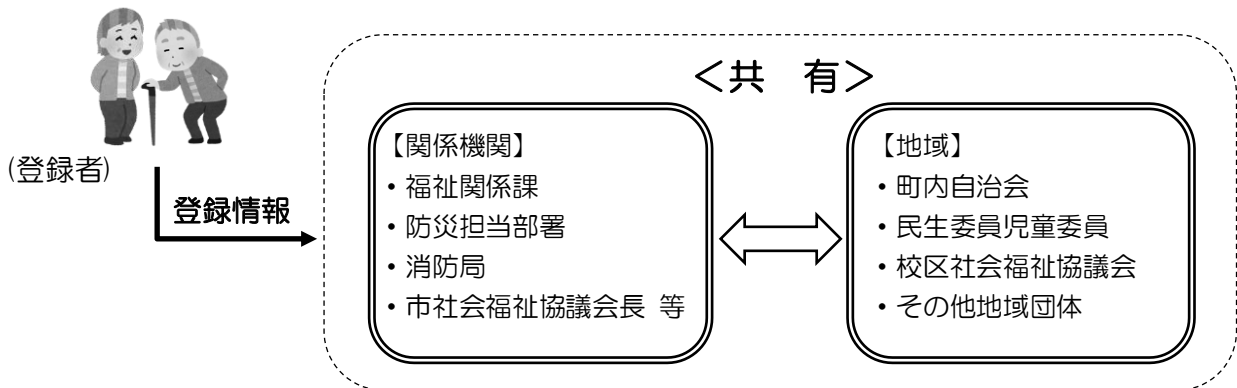 ＜共　有＞
(登録者)
登録情報
【関係機関】
・福祉関係課
・防災担当部署
・消防局
・市社会福祉協議会長 等
【地域】
・町内自治会
・民生委員児童委員
・校区社会福祉協議会
・その他地域団体